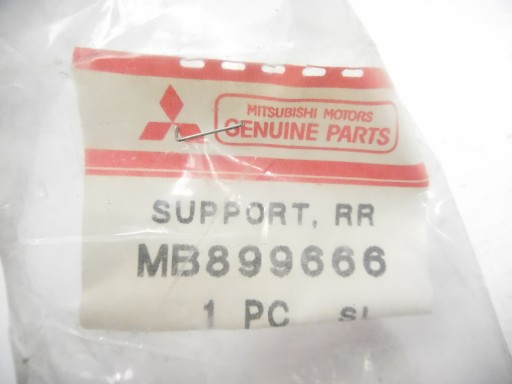 MITSUBISHI MOTORS
GENUINE PARTS
SUPPORT, RR
MB899666
1 PC